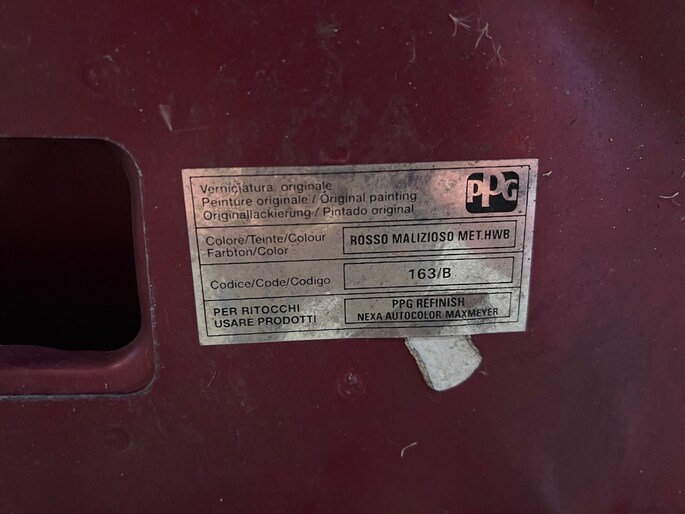 Verniciatura originale
Peinture originale / Original painting
Originallackierung / Pintado original
PPG
Colore/Teinte/Colour
Farbton/Color
ROSSO MALIZIOSO MET.HWB
Codice/Code/Codigo
163/B
PER RITOCCHI
USARE PRODOTTI
PPG REFINISH
NEXA AUTOCOLOR-MAXMEYER